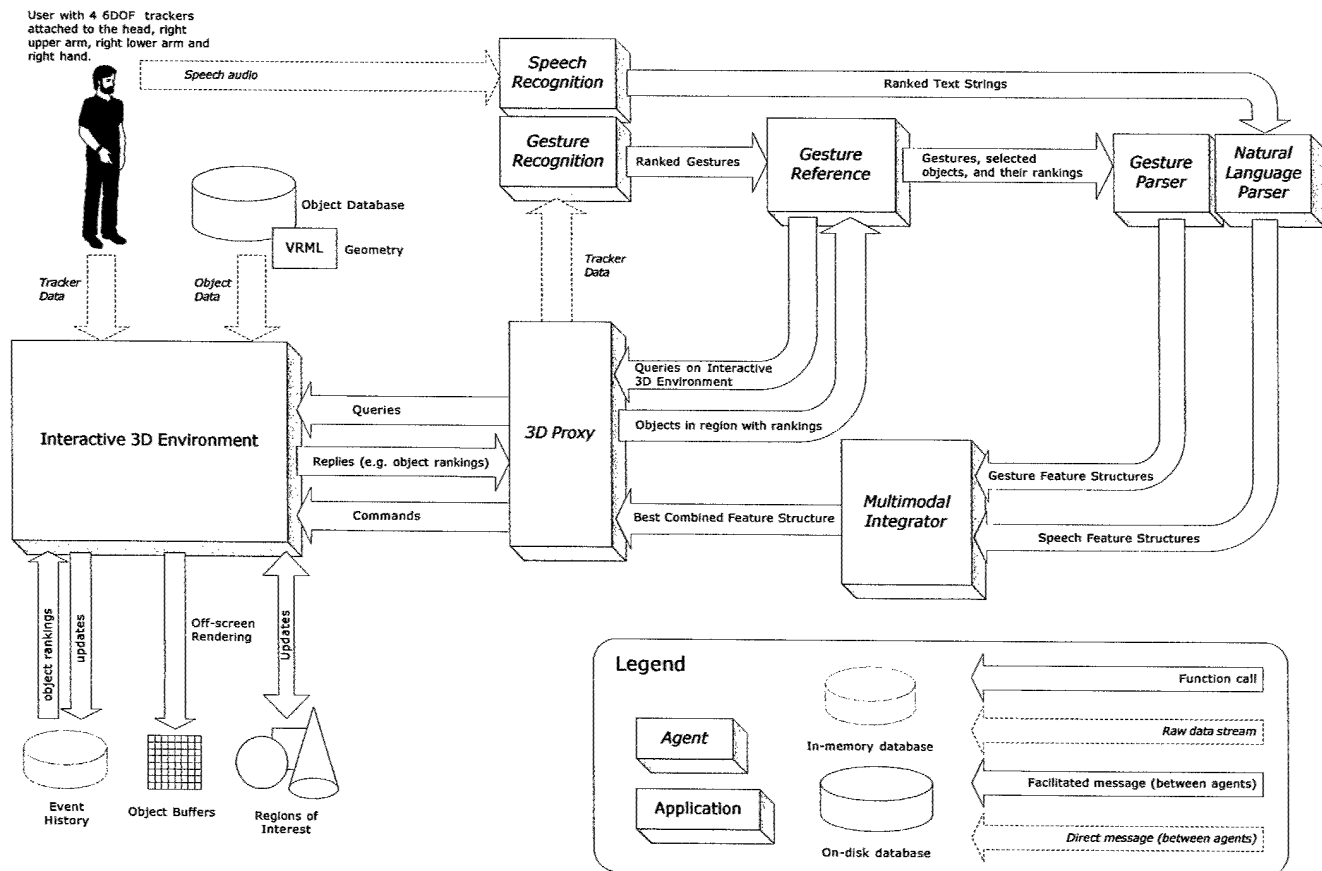 User with 4 6DOF trackers
attached to the head, right
upper arm, right lower arm and
right hand.
Speech audio
Speech
Recognition
Ranked Text Strings
Gesture
Recognition
Ranked Gestures
Gesture
Reference
Gestures, selected
objects, and their rankings
Gesture
Parser
Natural
Language
Parser
Object Database
VRML
Geometry
Tracker
Data
Object
Data
Tracker
Data
Interactive 3D Environment
Queries
Replies (e.g. object rankings)
Commands
3D Proxy
Queries on Interactive
3D Environment
Objects in region with rankings
Best Combined Feature Structure
Multimodal
Integrator
Gesture Feature Structures
Speech Feature Structures
object rankings
updates
Off-screen
Rendering
Updates
Event
History
Object Buffers
Regions of
Interest
Legend
Agent
Application
In-memory database
On-disk database
Function call
Raw data stream
Facilitated message (between agents)
Direct message (between agents)